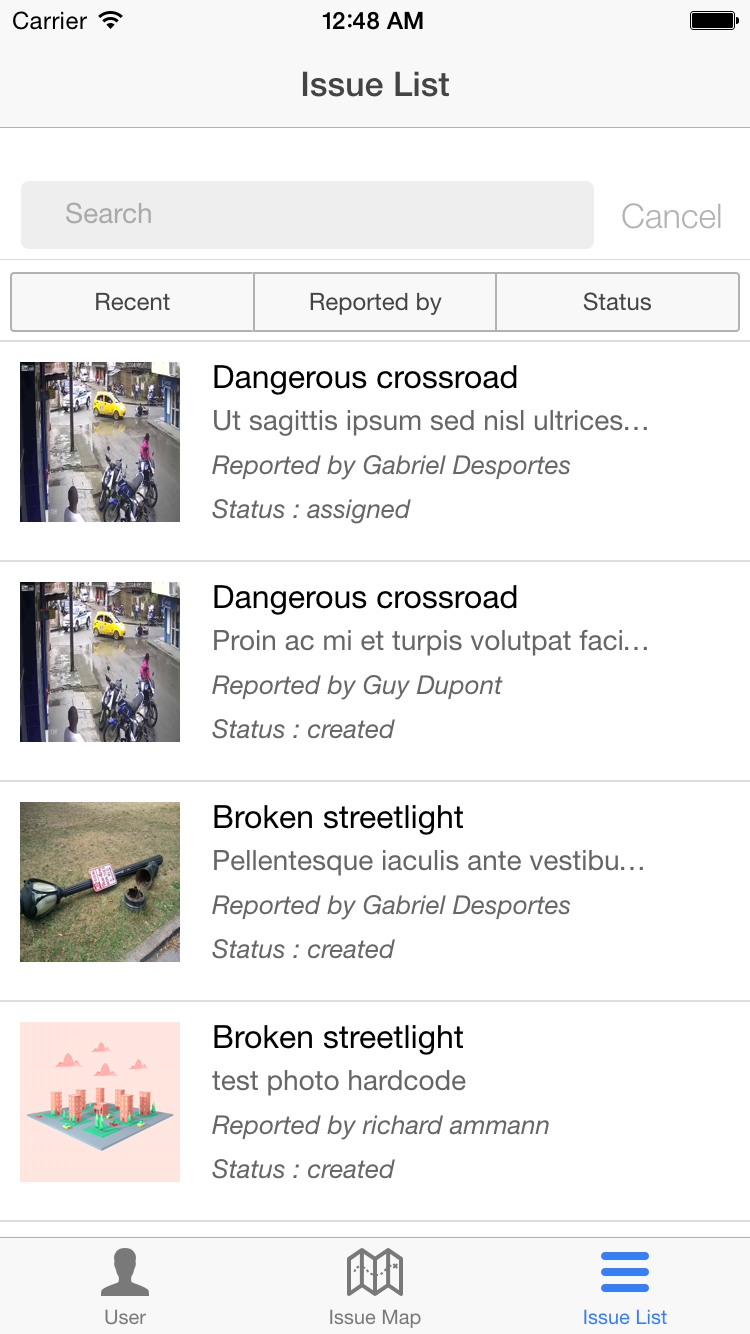 Carrier 12:48 AM
Issue List
Search Cancel
Recent Reported by Status
Dangerous crossroad
Ut sagittis ipsum sed nisl ultrices…
Reported by Gabriel Desportes
Status : assigned
Dangerous crossroad
Proin ac mi et turpis volutpat faci…
Reported by Guy Dupont
Status : created
Broken streetlight
Pellentesque iaculis ante vestibu…
Reported by Gabriel Desportes
Status : created
Broken streetlight
test photo hardcode
Reported by richard ammann
Status : created
User Issue Map Issue List